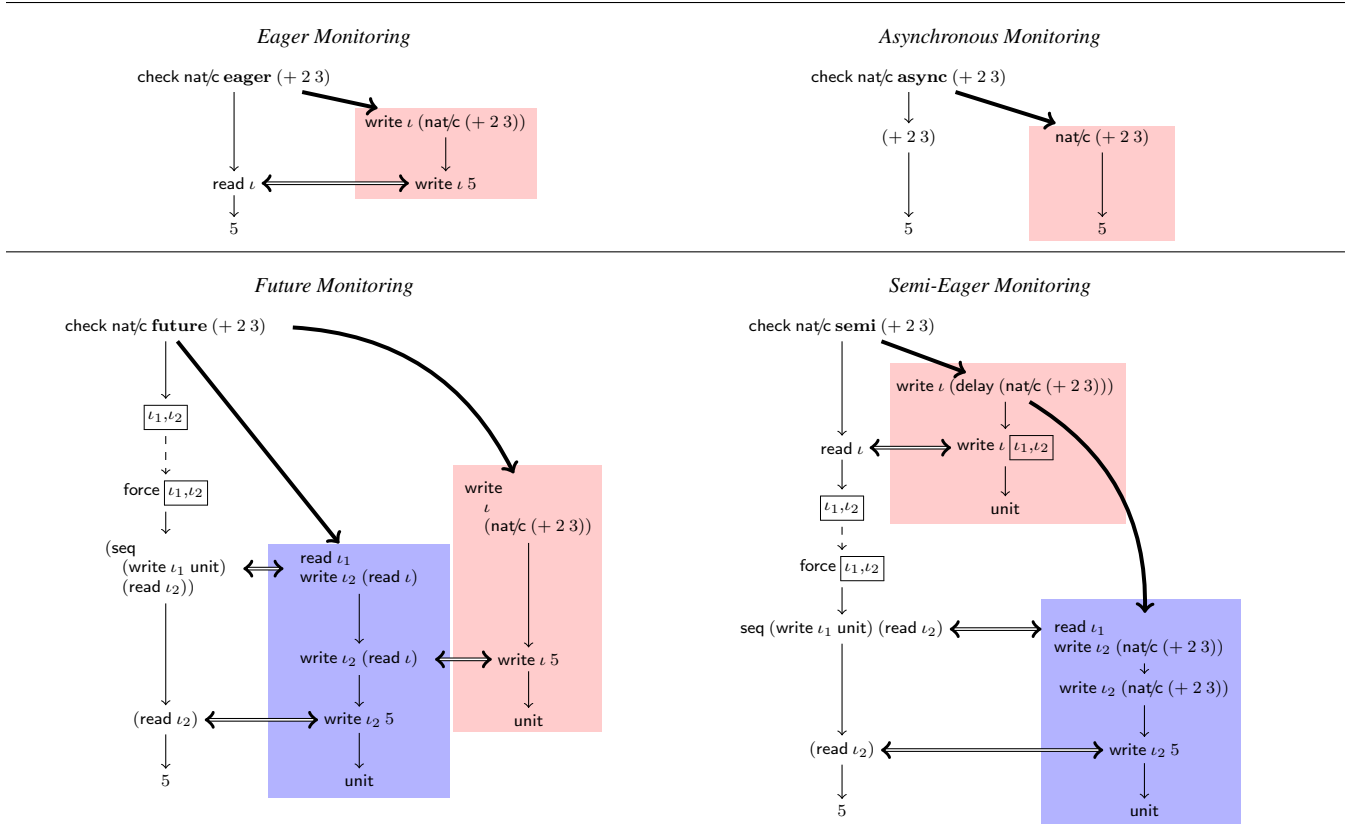 Eager Monitoring
check nat/c eager (+ 2 3)
write ι (nat/c (+ 2 3))
read ι
write ι 5
5
Asynchronous Monitoring
check nat/c async (+ 2 3)
(+ 2 3)
nat/c (+ 2 3)
5
5
Future Monitoring
check nat/c future (+ 2 3)
ι₁,ι₂
force ι₁,ι₂
write
ι
(nat/c (+ 2 3))
(seq
(write ι₁ unit)
(read ι₂))
read ι₁
write ι₂ (read ι)
write ι₂ (read ι)
write ι 5
(read ι₂)
write ι₂ 5
unit
5
unit
Semi-Eager Monitoring
check nat/c semi (+ 2 3)
write ι (delay (nat/c (+ 2 3)))
read ι
write ι ι₁,ι₂
ι₁,ι₂
unit
force ι₁,ι₂
seq (write ι₁ unit) (read ι₂)
read ι₁
write ι₂ (nat/c (+ 2 3))
write ι₂ (nat/c (+ 2 3))
(read ι₂)
write ι₂ 5
5
unit